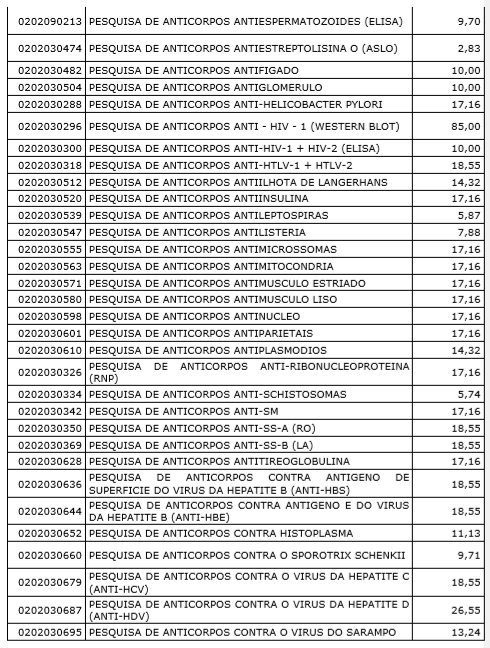 0202090213 PESQUISA DE ANTICORPOS ANTIESPERMATOZOIDES (ELISA) 9,70
0202030474 PESQUISA DE ANTICORPOS ANTIESTREPTOLISINA O (ASLO) 2,83
0202030482 PESQUISA DE ANTICORPOS ANTIFIGADO 10,00
0202030504 PESQUISA DE ANTICORPOS ANTIGLOMERULO 10,00
0202030288 PESQUISA DE ANTICORPOS ANTI-HELICOBACTER PYLORI 17,16
0202030296 PESQUISA DE ANTICORPOS ANTI - HIV - 1 (WESTERN BLOT) 85,00
0202030300 PESQUISA DE ANTICORPOS ANTI-HIV-1 + HIV-2 (ELISA) 10,00
0202030318 PESQUISA DE ANTICORPOS ANTI-HTLV-1 + HTLV-2 18,55
0202030512 PESQUISA DE ANTICORPOS ANTIILHOTA DE LANGERHANS 14,32
0202030520 PESQUISA DE ANTICORPOS ANTIINSULINA 17,16
0202030539 PESQUISA DE ANTICORPOS ANTILEPTOSPIRAS 5,87
0202030547 PESQUISA DE ANTICORPOS ANTILISTERIA 7,88
0202030555 PESQUISA DE ANTICORPOS ANTIMICROSSOMAS 17,16
0202030563 PESQUISA DE ANTICORPOS ANTIMITOCONDRIA 17,16
0202030571 PESQUISA DE ANTICORPOS ANTIMUSCULO ESTRIADO 17,16
0202030580 PESQUISA DE ANTICORPOS ANTIMUSCULO LISO 17,16
0202030598 PESQUISA DE ANTICORPOS ANTINUCLEO 17,16
0202030601 PESQUISA DE ANTICORPOS ANTIPARIETAIS 17,16
0202030610 PESQUISA DE ANTICORPOS ANTIPLASMODIOS 14,32
0202030326 PESQUISA DE ANTICORPOS ANTI-RIBONUCLEOPROTEINA
(RNP) 17,16
0202030334 PESQUISA DE ANTICORPOS ANTI-SCHISTOSOMAS 5,74
0202030342 PESQUISA DE ANTICORPOS ANTI-SM 17,16
0202030350 PESQUISA DE ANTICORPOS ANTI-SS-A (RO) 18,55
0202030369 PESQUISA DE ANTICORPOS ANTI-SS-B (LA) 18,55
0202030628 PESQUISA DE ANTICORPOS ANTITIREOGLOBULINA 17,16
0202030636 PESQUISA DE ANTICORPOS CONTRA ANTIGENO DE
SUPERFICIE DO VIRUS DA HEPATITE B (ANTI-HBS) 18,55
0202030644 PESQUISA DE ANTICORPOS CONTRA ANTIGENO E DO VIRUS
DA HEPATITE B (ANTI-HBE) 18,55
0202030652 PESQUISA DE ANTICORPOS CONTRA HISTOPLASMA 11,13
0202030660 PESQUISA DE ANTICORPOS CONTRA O SPOROTRIX SCHENKII 9,71
0202030679 PESQUISA DE ANTICORPOS CONTRA O VIRUS DA HEPATITE C
(ANTI-HCV) 18,55
0202030687 PESQUISA DE ANTICORPOS CONTRA O VIRUS DA HEPATITE D
(ANTI-HDV) 26,55
0202030695 PESQUISA DE ANTICORPOS CONTRA O VIRUS DO SARAMPO 13,24